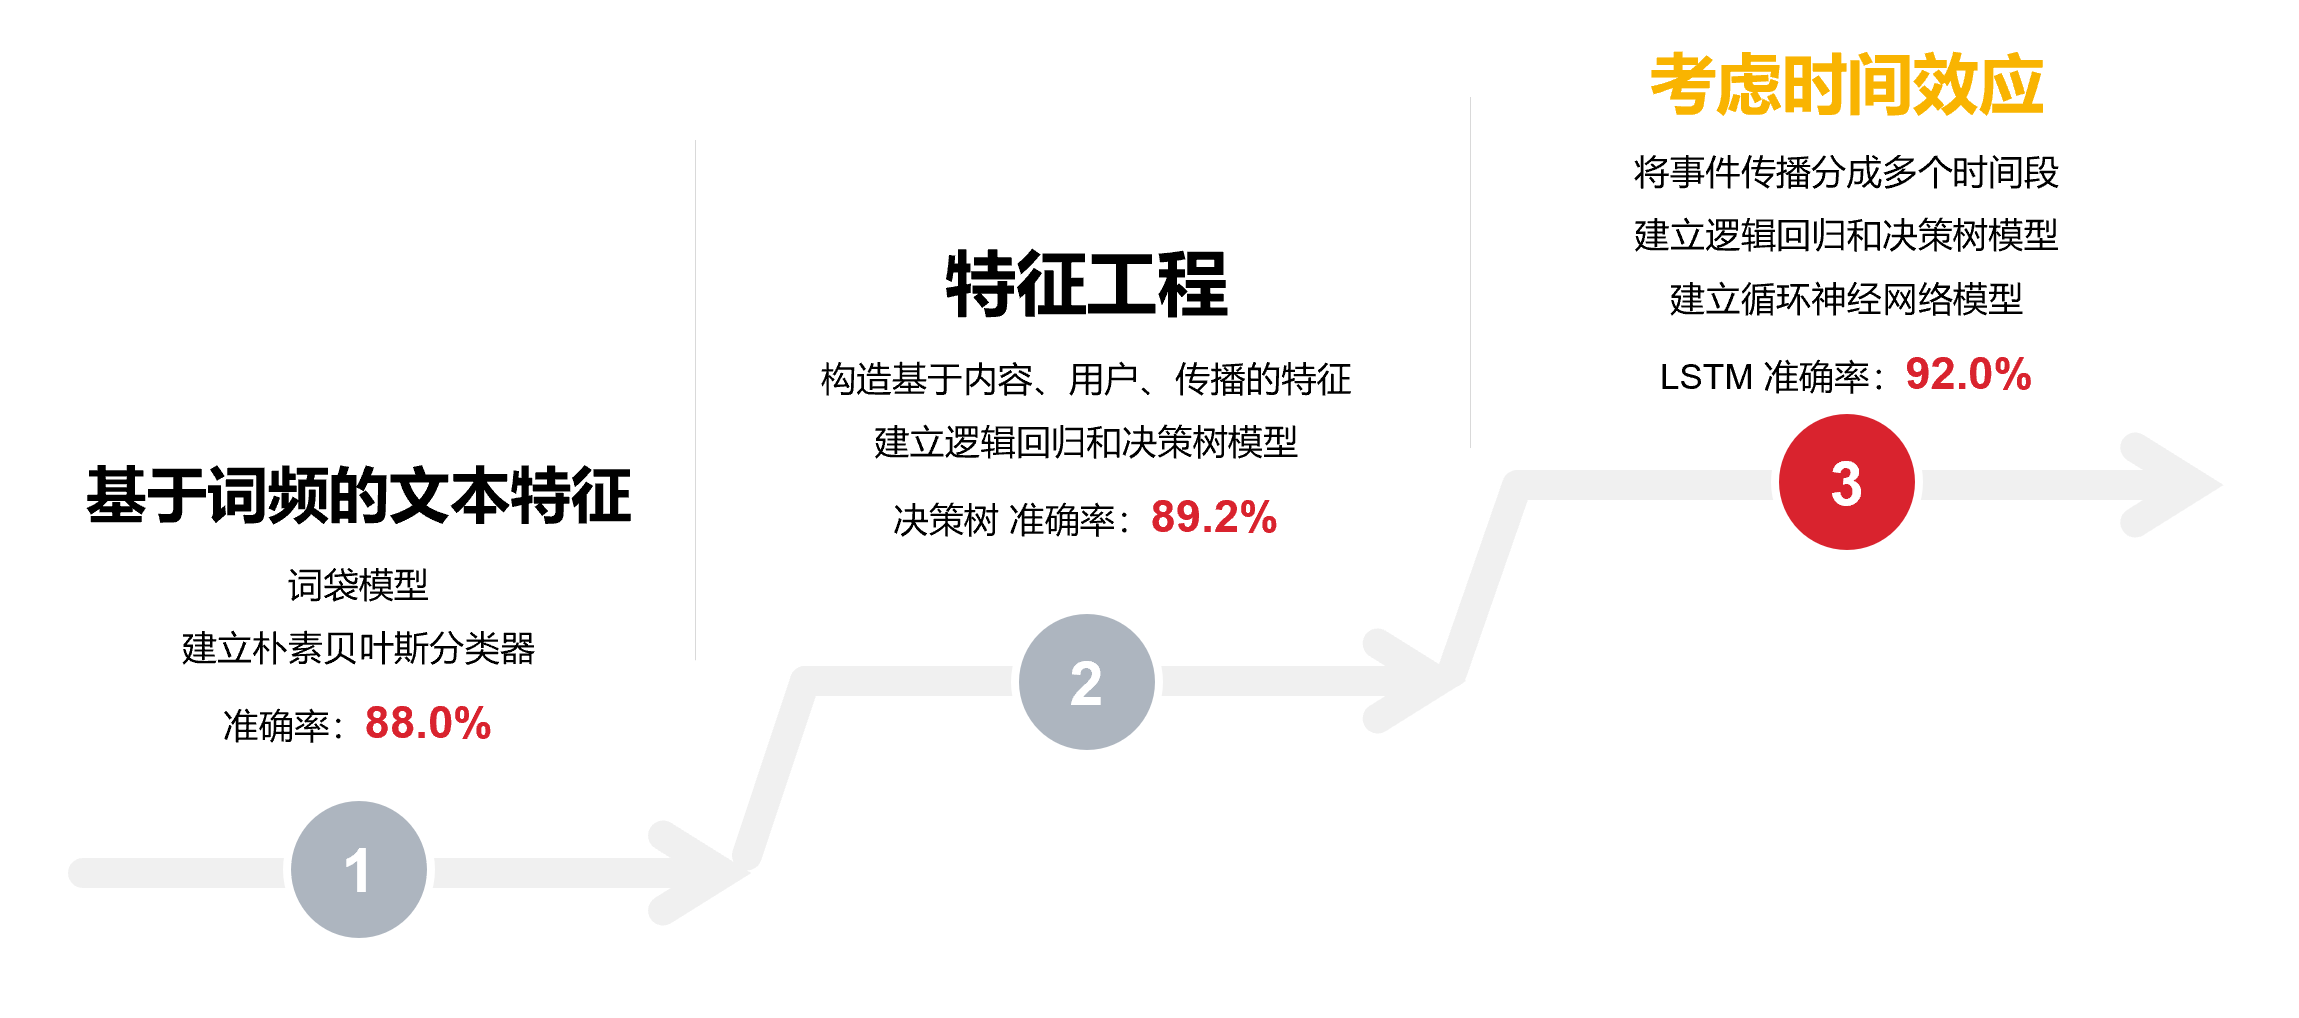 基于词频的文本特征
词袋模型
建立朴素贝叶斯分类器
准确率：88.0%
1
特征工程
构造基于内容、用户、传播的特征
建立逻辑回归和决策树模型
决策树 准确率：89.2%
2
考虑时间效应
将事件传播分成多个时间段
建立逻辑回归和决策树模型
建立循环神经网络模型
LSTM 准确率：92.0%
3